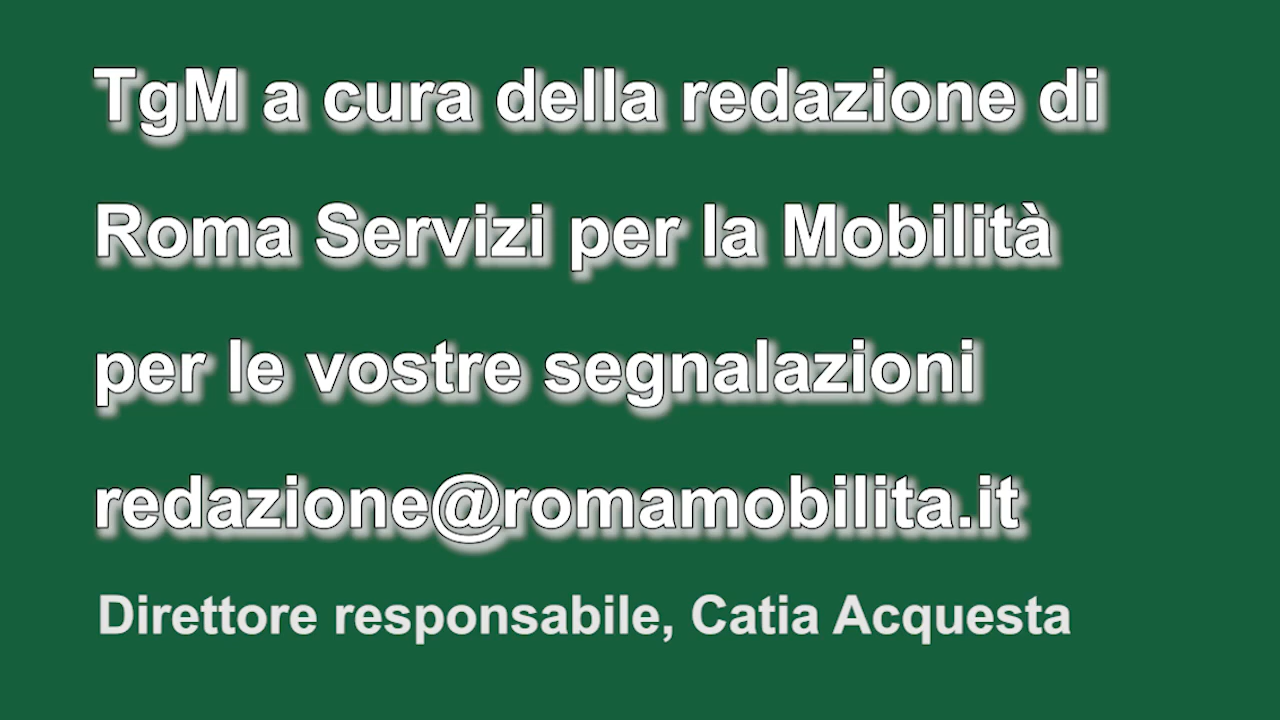 TgM a cura della redazione di
Roma Servizi per la Mobilità
per le vostre segnalazioni
redazione@romamobilita.it
Direttore responsabile, Catia Acquesta